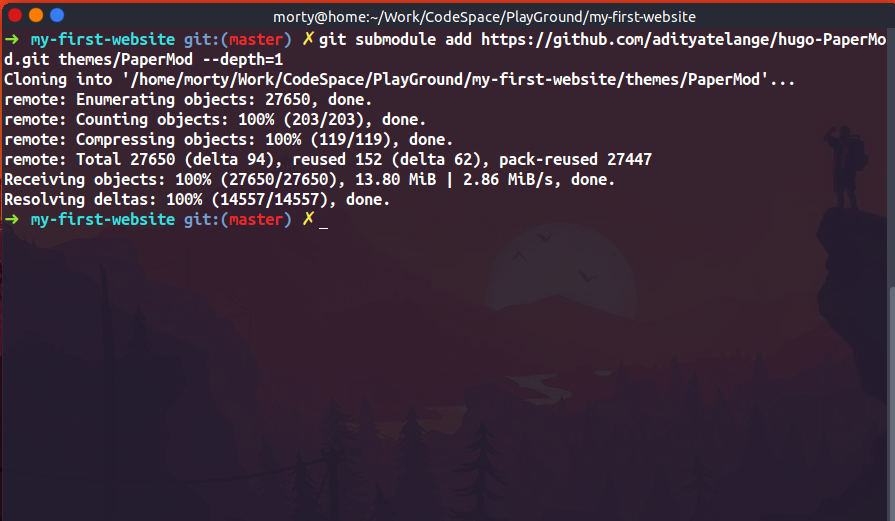 morty@home:~/Work/CodeSpace/PlayGround/my-first-website
➜ my-first-website git:(master) ✗ git submodule add https://github.com/adityatelange/hugo-PaperMo
d.git themes/PaperMod --depth=1
Cloning into '/home/morty/Work/CodeSpace/PlayGround/my-first-website/themes/PaperMod'...
remote: Enumerating objects: 27650, done.
remote: Counting objects: 100% (203/203), done.
remote: Compressing objects: 100% (119/119), done.
remote: Total 27650 (delta 94), reused 152 (delta 62), pack-reused 27447
Receiving objects: 100% (27650/27650), 13.80 MiB | 2.86 MiB/s, done.
Resolving deltas: 100% (14557/14557), done.
➜ my-first-website git:(master) ✗ _